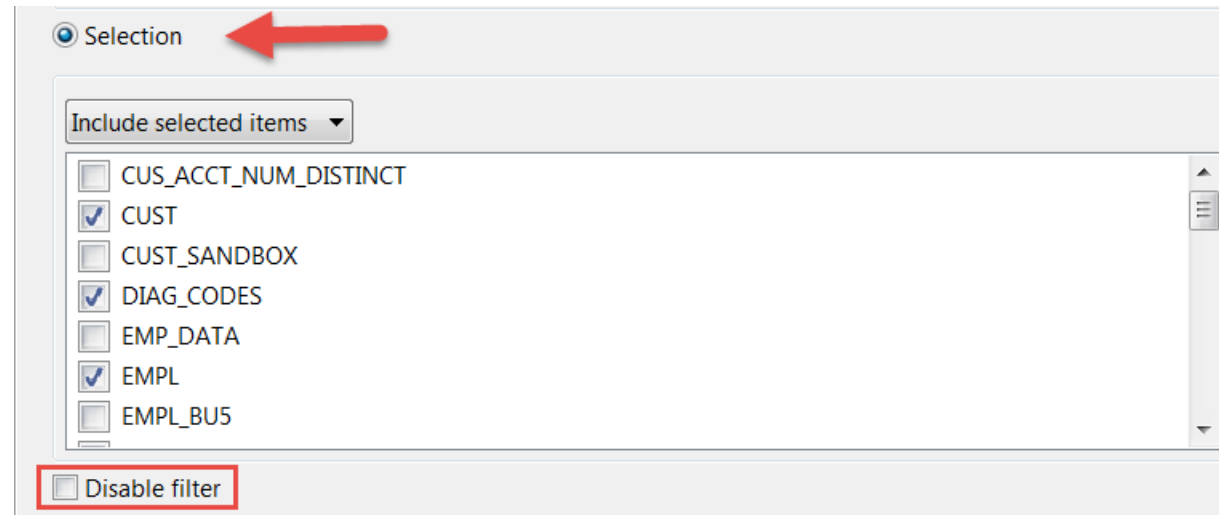 Selection
Include selected items
CUS_ACCT_NUM_DISTINCT
CUST
CUST_SANDBOX
DIAG_CODES
EMP_DATA
EMPL
EMPL_BU5
Disable filter